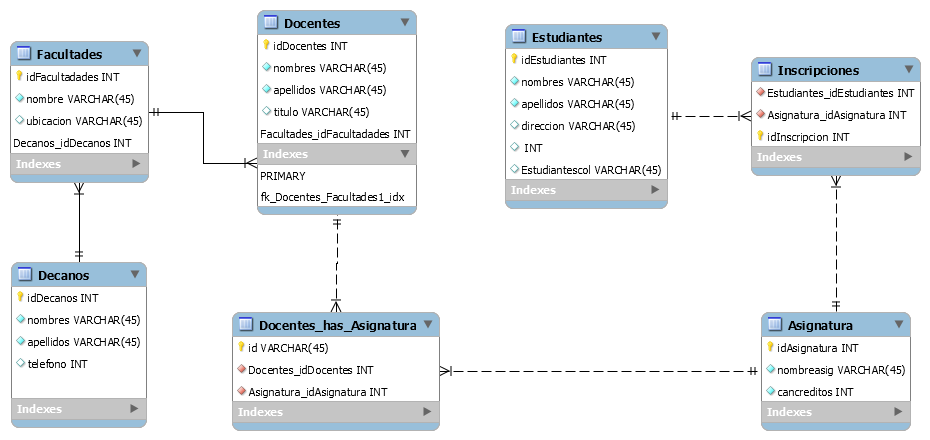 Facultades
idFacultadades INT
nombre VARCHAR(45)
ubicacion VARCHAR(45)
Decanos_idDecanos INT
Indexes
Docentes
idDocentes INT
nombres VARCHAR(45)
apellidos VARCHAR(45)
titulo VARCHAR(45)
Facultades_idFacultadades INT
Indexes
PRIMARY
fk_Docentes_Facultades1_idx
Estudiantes
idEstudiantes INT
nombres VARCHAR(45)
apellidos VARCHAR(45)
direccion VARCHAR(45)
INT
Estudiantescol VARCHAR(45)
Indexes
Inscripciones
Estudiantes_idEstudiantes INT
Asignatura_idAsignatura INT
idInscripcion INT
Indexes
Decanos
idDecanos INT
nombres VARCHAR(45)
apellidos VARCHAR(45)
telefono INT
Indexes
Docentes_has_Asignatura
id VARCHAR(45)
Docentes_idDocentes INT
Asignatura_idAsignatura INT
Indexes
Asignatura
idAsignatura INT
nombreasig VARCHAR(45)
cancreditos INT
Indexes